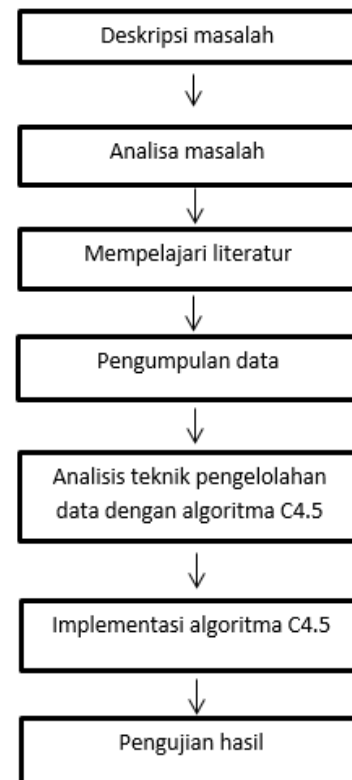 Deskripsi masalah
Analisa masalah
Mempelajari literatur
Pengumpulan data
Analisis teknik pengelolahan
data dengan algoritma C4.5
Implementasi algoritma C4.5
Pengujian hasil